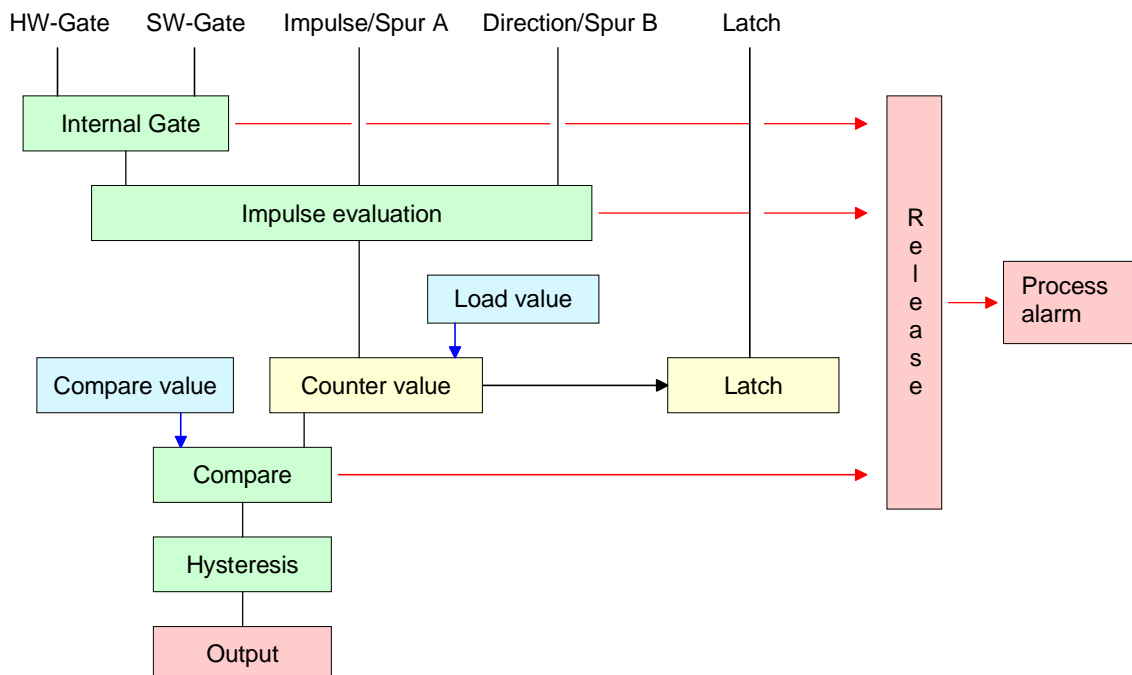 HW-Gate SW-Gate Impulse/Spur A Direction/Spur B Latch
Internal Gate
Impulse evaluation
Release
Load value
Process
alarm
Compare value
Counter value
Latch
Compare
Hysteresis
Output